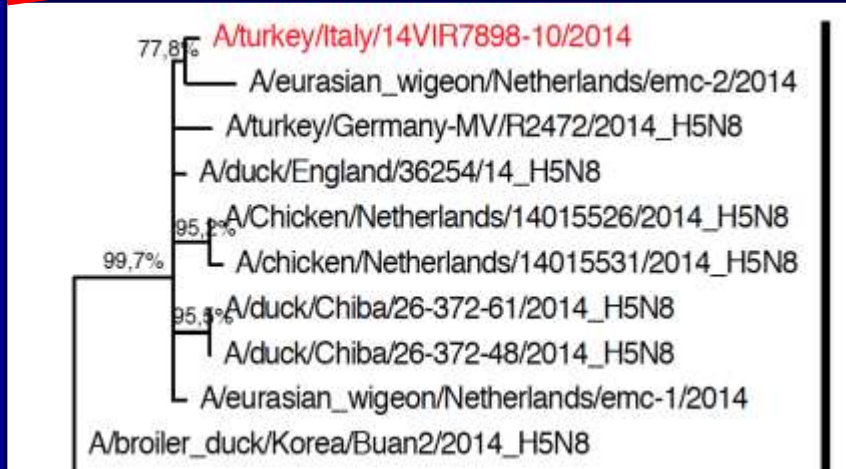 A/turkey/Italy/14VIR7898-10/2014
77,8%
A/eurasian_wigeon/Netherlands/emc-2/2014
A/turkey/Germany-MV/R2472/2014_H5N8
A/duck/England/36254/14_H5N8
A/Chicken/Netherlands/14015526/2014_H5N8
95,2%
99,7%
A/chicken/Netherlands/14015531/2014_H5N8
A/duck/Chiba/26-372-61/2014_H5N8
95,5%
A/duck/Chiba/26-372-48/2014_H5N8
A/eurasian_wigeon/Netherlands/emc-1/2014
A/broiler_duck/Korea/Buan2/2014_H5N8